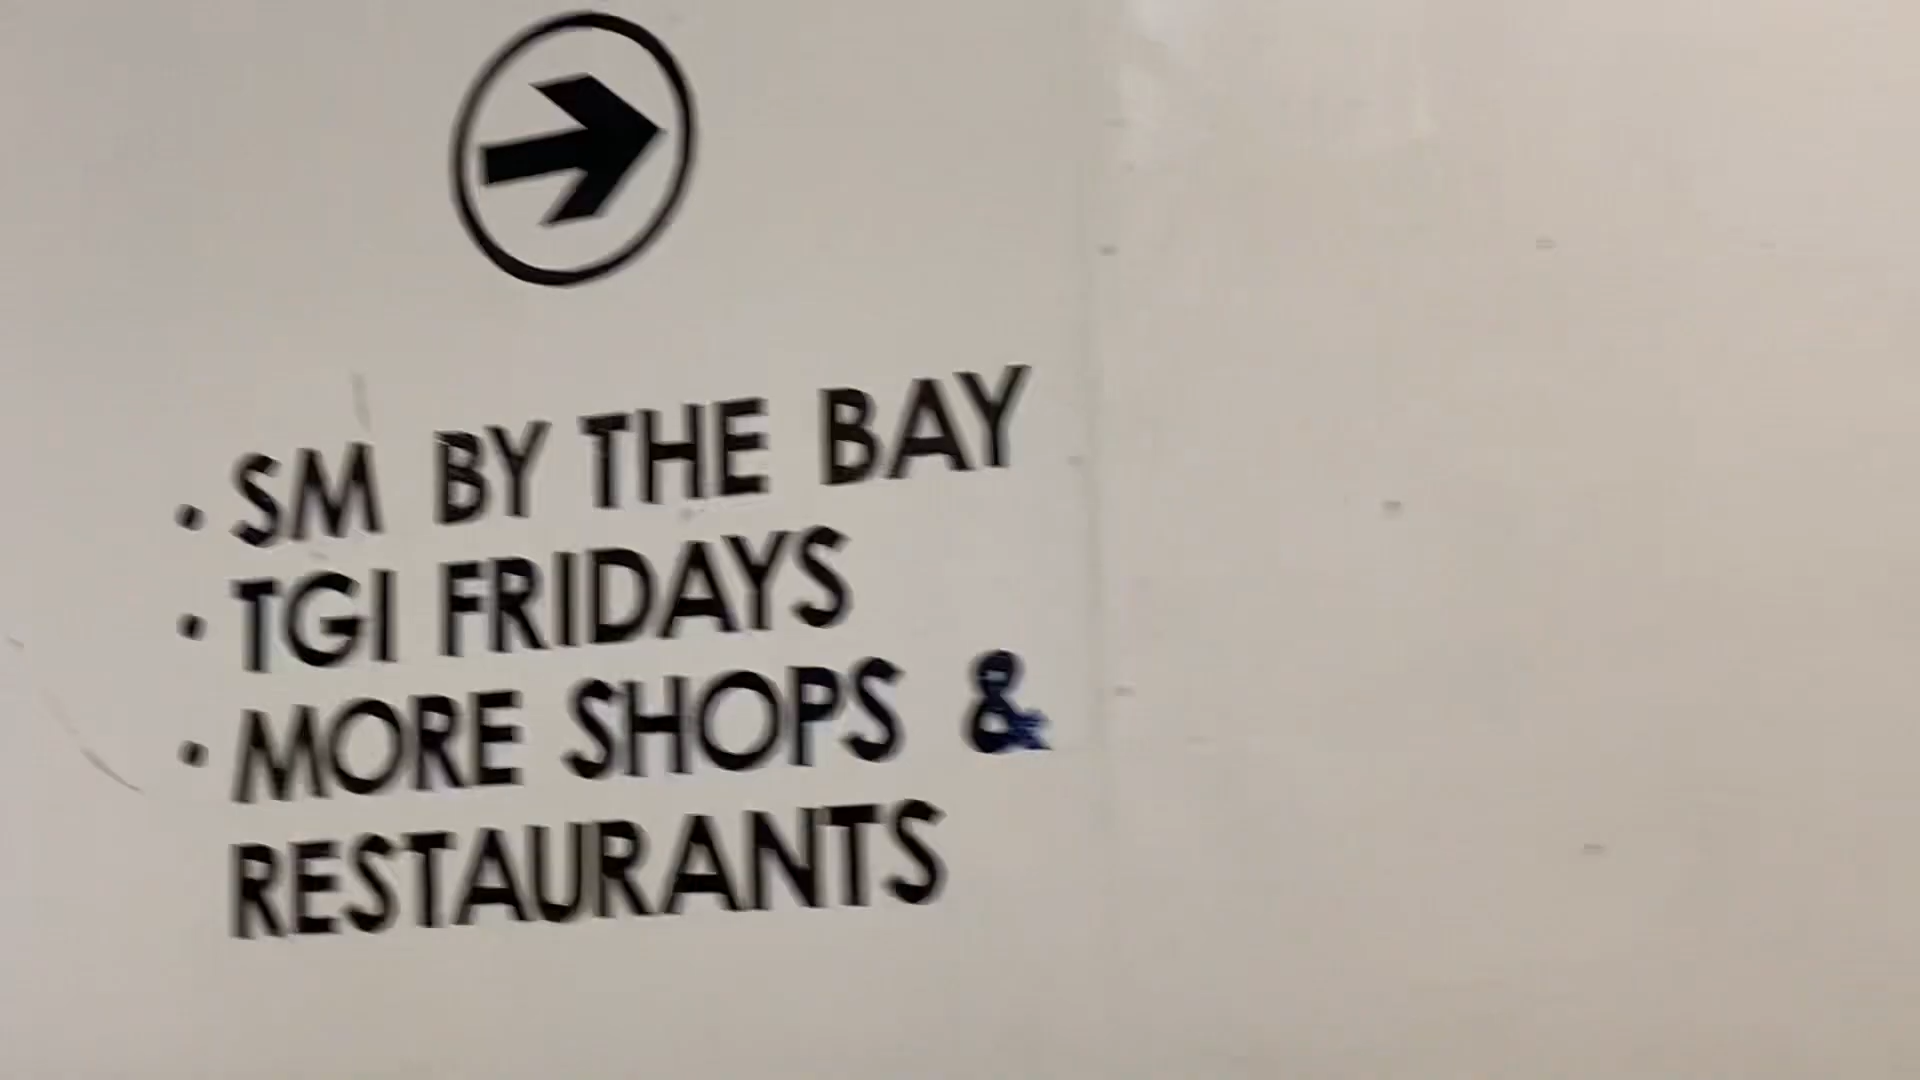 • SM BY THE BAY
• TGI FRIDAYS
• MORE SHOPS &
RESTAURANTS